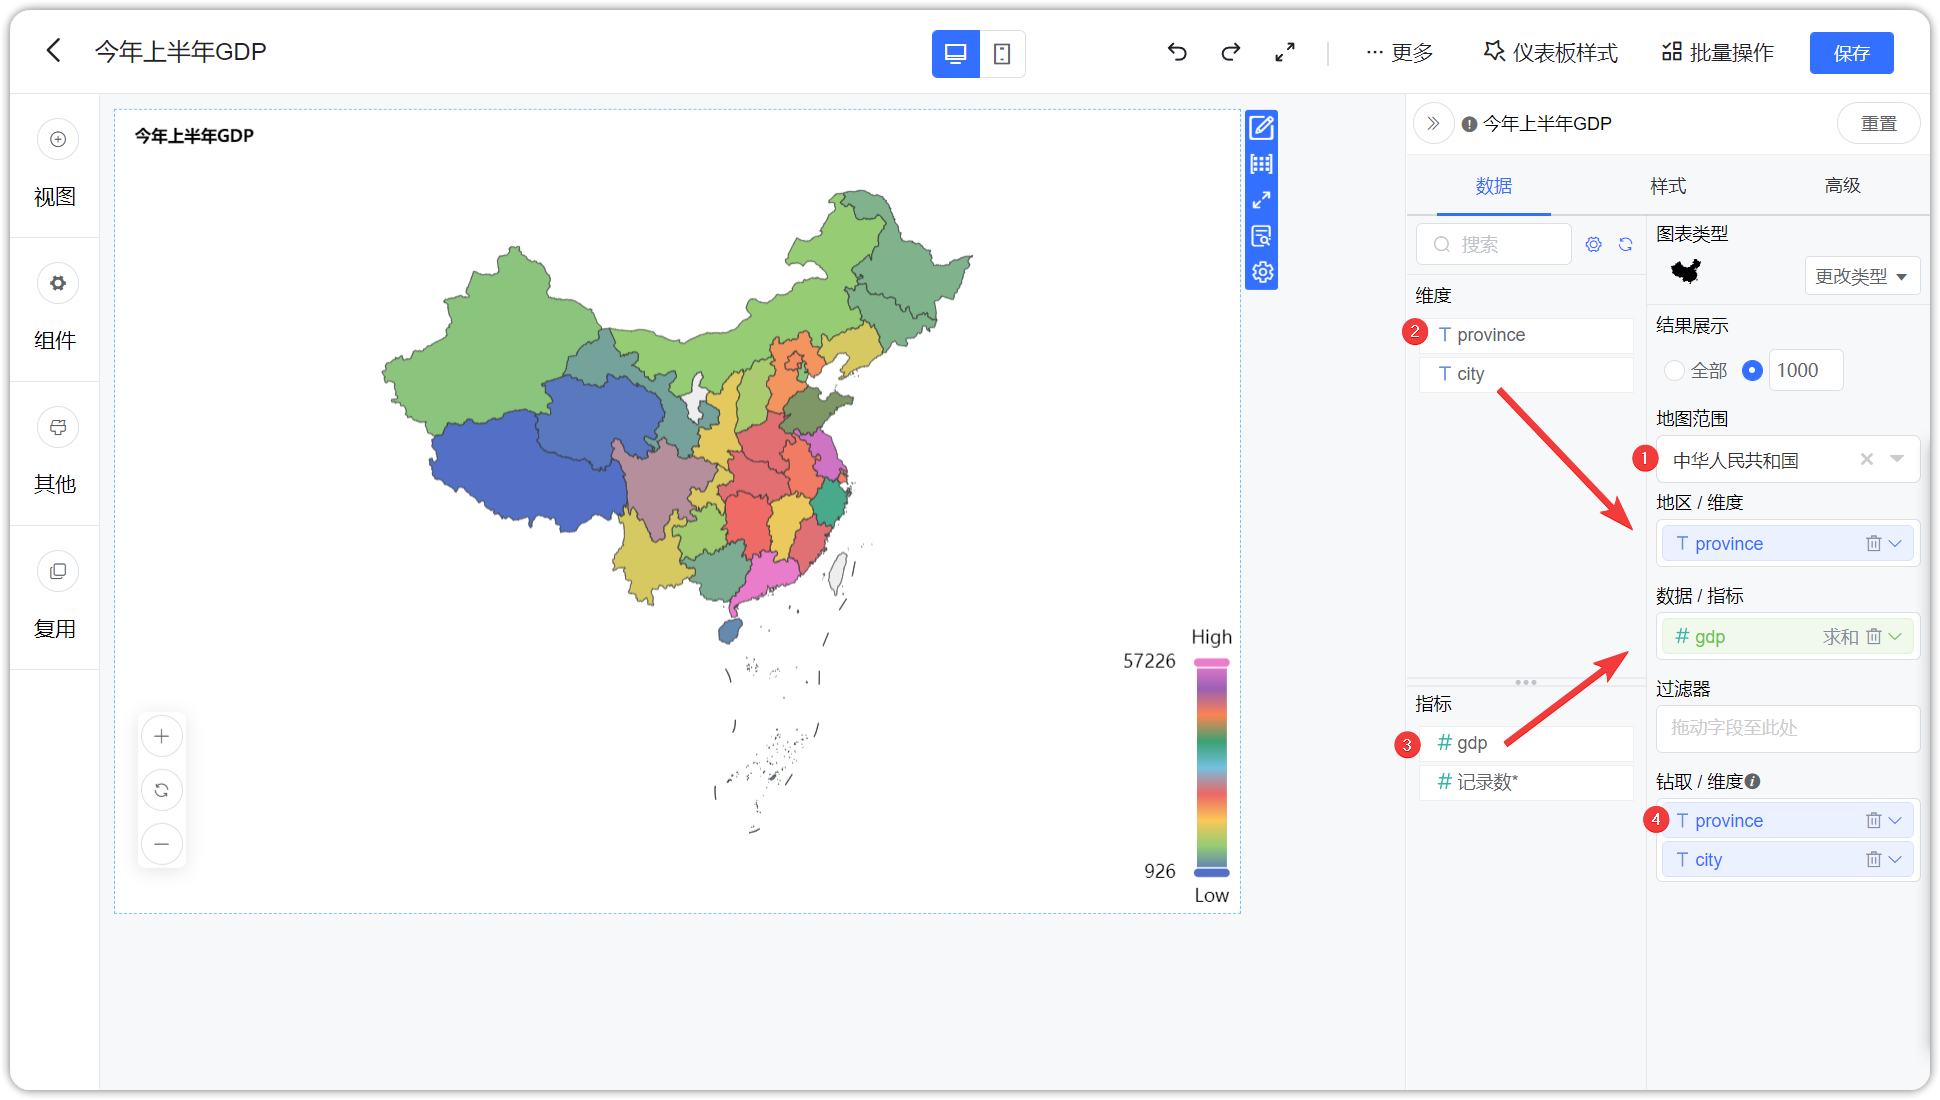 今年上半年GDP
··· 更多
仪表板样式
批量操作
保存
视图
组件
其他
复用
今年上半年GDP
High
57226
926
Low
今年上半年GDP
重置
数据
样式
高级
搜索
维度
2
T province
T city
指标
3
# gdp
# 记录数*
图表类型
更改类型
结果展示
全部
1000
地图范围
1
中华人民共和国
地区 / 维度
T province
数据 / 指标
# gdp 求和
过滤器
拖动字段至此处
钻取 / 维度
4
T province
T city